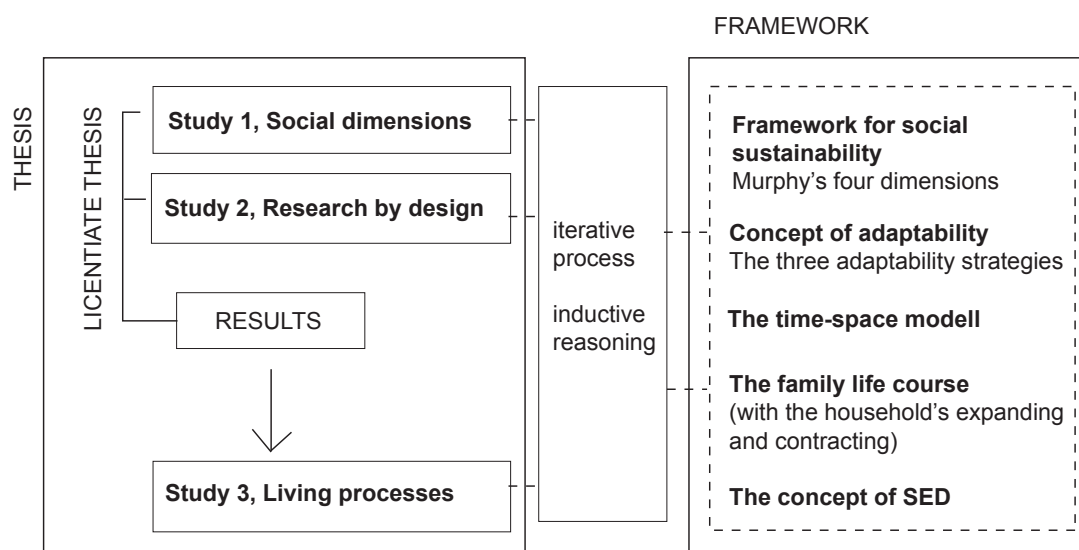 FRAMEWORK
THESIS
LICENTIATE THESIS
Study 1, Social dimensions
Study 2, Research by design
RESULTS
Study 3, Living processes
iterative
process
inductive
reasoning
Framework for social
sustainability
Murphy’s four dimensions
Concept of adaptability
The three adaptability strategies
The time-space modell
The family life course
(with the household’s expanding
and contracting)
The concept of SED